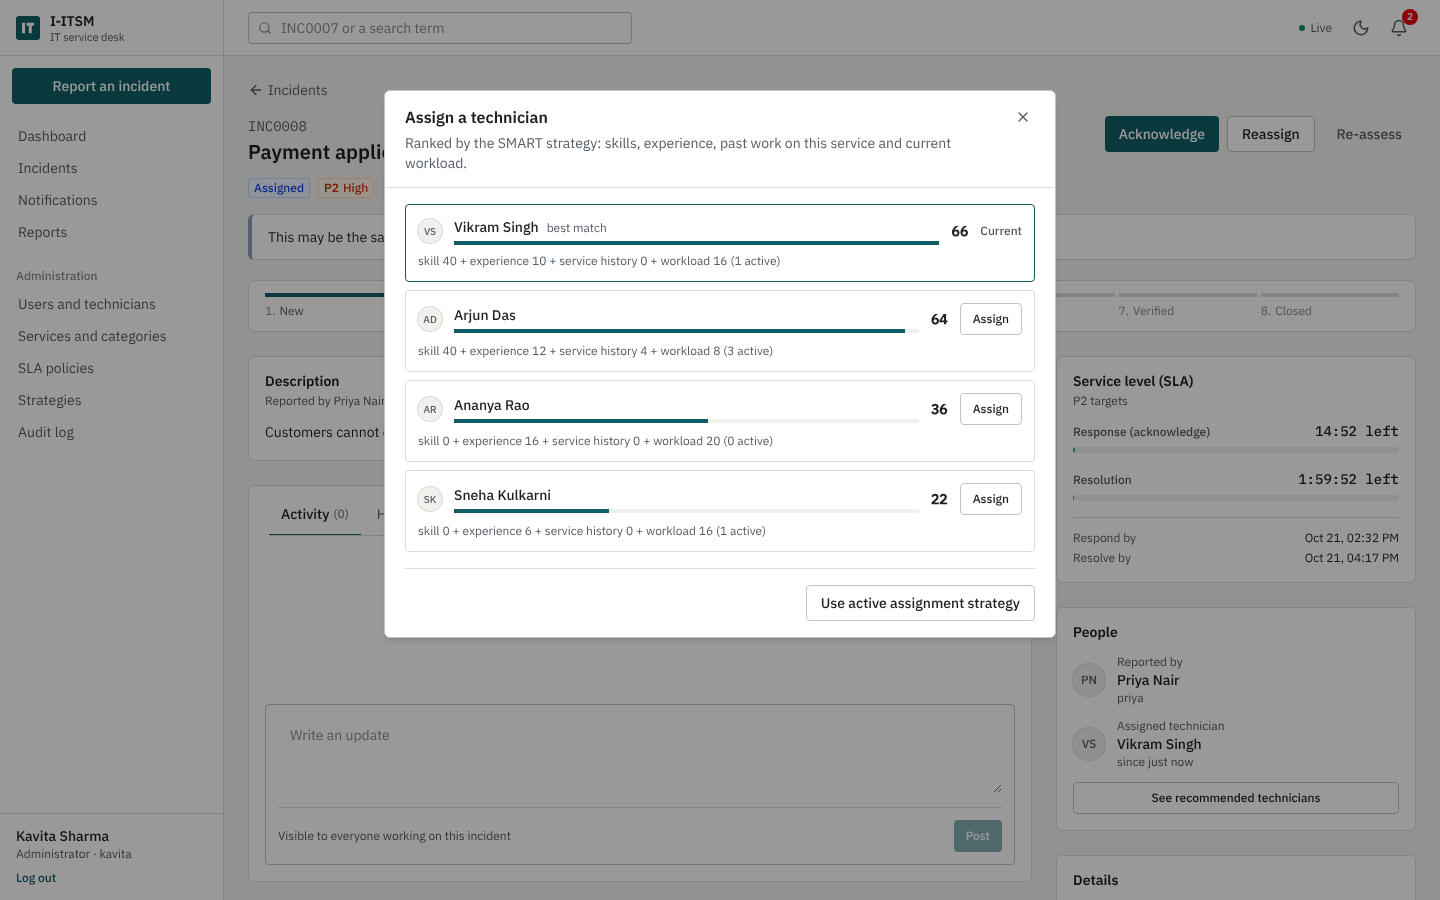 IT
I-ITSM
IT service desk
INC0007 or a search term
Live
2
Report an incident
Dashboard
Incidents
Notifications
Reports
Administration
Users and technicians
Services and categories
SLA policies
Strategies
Audit log
Kavita Sharma
Administrator · kavita
Log out
Incidents
INC0008
Payment applic
Acknowledge
Reassign
Re-assess
Assigned
P2 High
This may be the sa
1. New
7. Verified
8. Closed
Description
Reported by Priya Nair
Customers cannot
Activity (0)
H
Write an update
Visible to everyone working on this incident
Post
Assign a technician
Ranked by the SMART strategy: skills, experience, past work on this service and current
workload.
VS
Vikram Singh best match
66
Current
skill 40 + experience 10 + service history 0 + workload 16 (1 active)
AD
Arjun Das
64
Assign
skill 40 + experience 12 + service history 4 + workload 8 (3 active)
AR
Ananya Rao
36
Assign
skill 0 + experience 16 + service history 0 + workload 20 (0 active)
SK
Sneha Kulkarni
22
Assign
skill 0 + experience 6 + service history 0 + workload 16 (1 active)
Use active assignment strategy
Service level (SLA)
P2 targets
Response (acknowledge)
14:52 left
Resolution
1:59:52 left
Respond by
Oct 21, 02:32 PM
Resolve by
Oct 21, 04:17 PM
People
PN
Reported by
Priya Nair
priya
VS
Assigned technician
Vikram Singh
since just now
See recommended technicians
Details